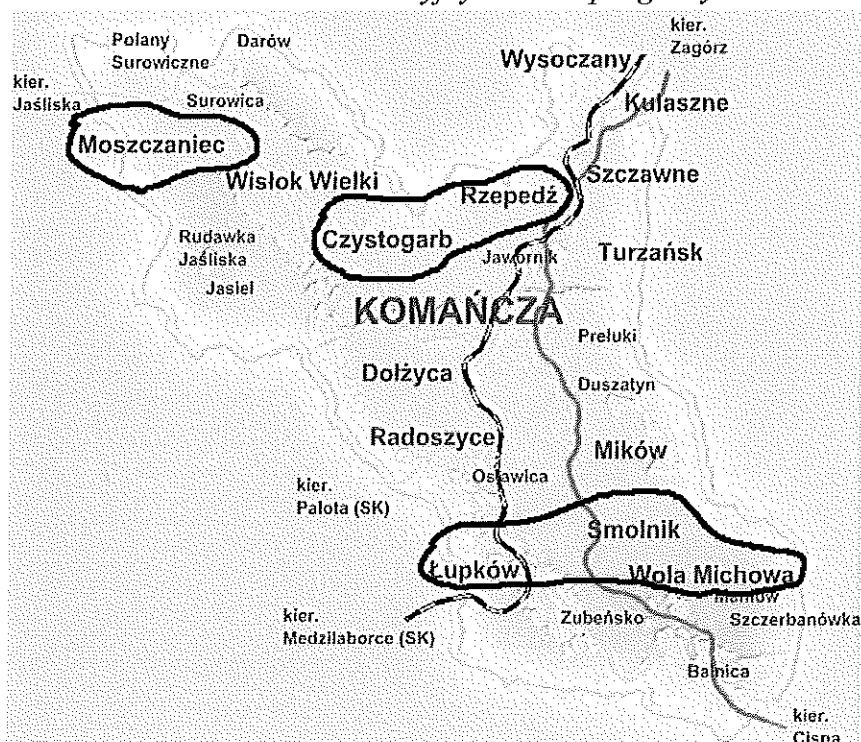 Polany
Surowiczne
Darów
kier.
Zagórz
Wysoczany
kier.
Jaśliska
Surowica
Kulaszne
Moszczaniec
Wisłok Wielki
Szczawne
Rzepedź
Rudawka
Jaśliska
Czystogarb
Jawornik
Turzańsk
Jasiel
KOMAŃCZA
Prełuki
Dołżyca
Duszatyn
Radoszyce
Mików
Osławica
kier.
Palota (SK)
Smolnik
Łupków
Wola Michowa
Maniów
kier.
Medzilaborce (SK)
Zubeńsko
Szczerbanówka
Balnica
kier.
Cisna